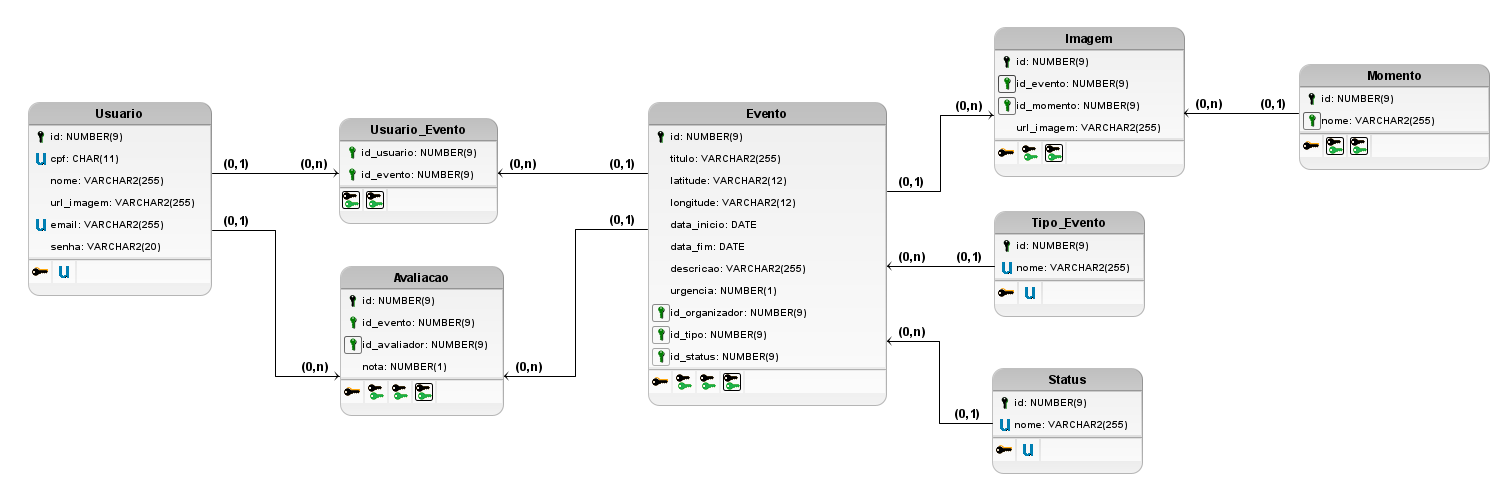 Usuario
id: NUMBER(9)
cpf: CHAR(11)
nome: VARCHAR2(255)
url_imagem: VARCHAR2(255)
email: VARCHAR2(255)
senha: VARCHAR2(20)
(0,1)
(0,n)
(0,1)
(0,n)
Usuario_Evento
id_usuario: NUMBER(9)
id_evento: NUMBER(9)
(0,n)
(0,1)
Avaliacao
id: NUMBER(9)
id_evento: NUMBER(9)
id_avaliador: NUMBER(9)
nota: NUMBER(1)
(0,1)
(0,n)
Evento
id: NUMBER(9)
titulo: VARCHAR2(255)
latitude: VARCHAR2(12)
longitude: VARCHAR2(12)
data_inicio: DATE
data_fim: DATE
descricao: VARCHAR2(255)
urgencia: NUMBER(1)
id_organizador: NUMBER(9)
id_tipo: NUMBER(9)
id_status: NUMBER(9)
(0,n)
(0,1)
Imagem
id: NUMBER(9)
id_evento: NUMBER(9)
id_momento: NUMBER(9)
url_imagem: VARCHAR2(255)
(0,n)
(0,1)
Momento
id: NUMBER(9)
nome: VARCHAR2(255)
(0,n)
(0,1)
Tipo_Evento
id: NUMBER(9)
nome: VARCHAR2(255)
(0,n)
(0,1)
Status
id: NUMBER(9)
nome: VARCHAR2(255)